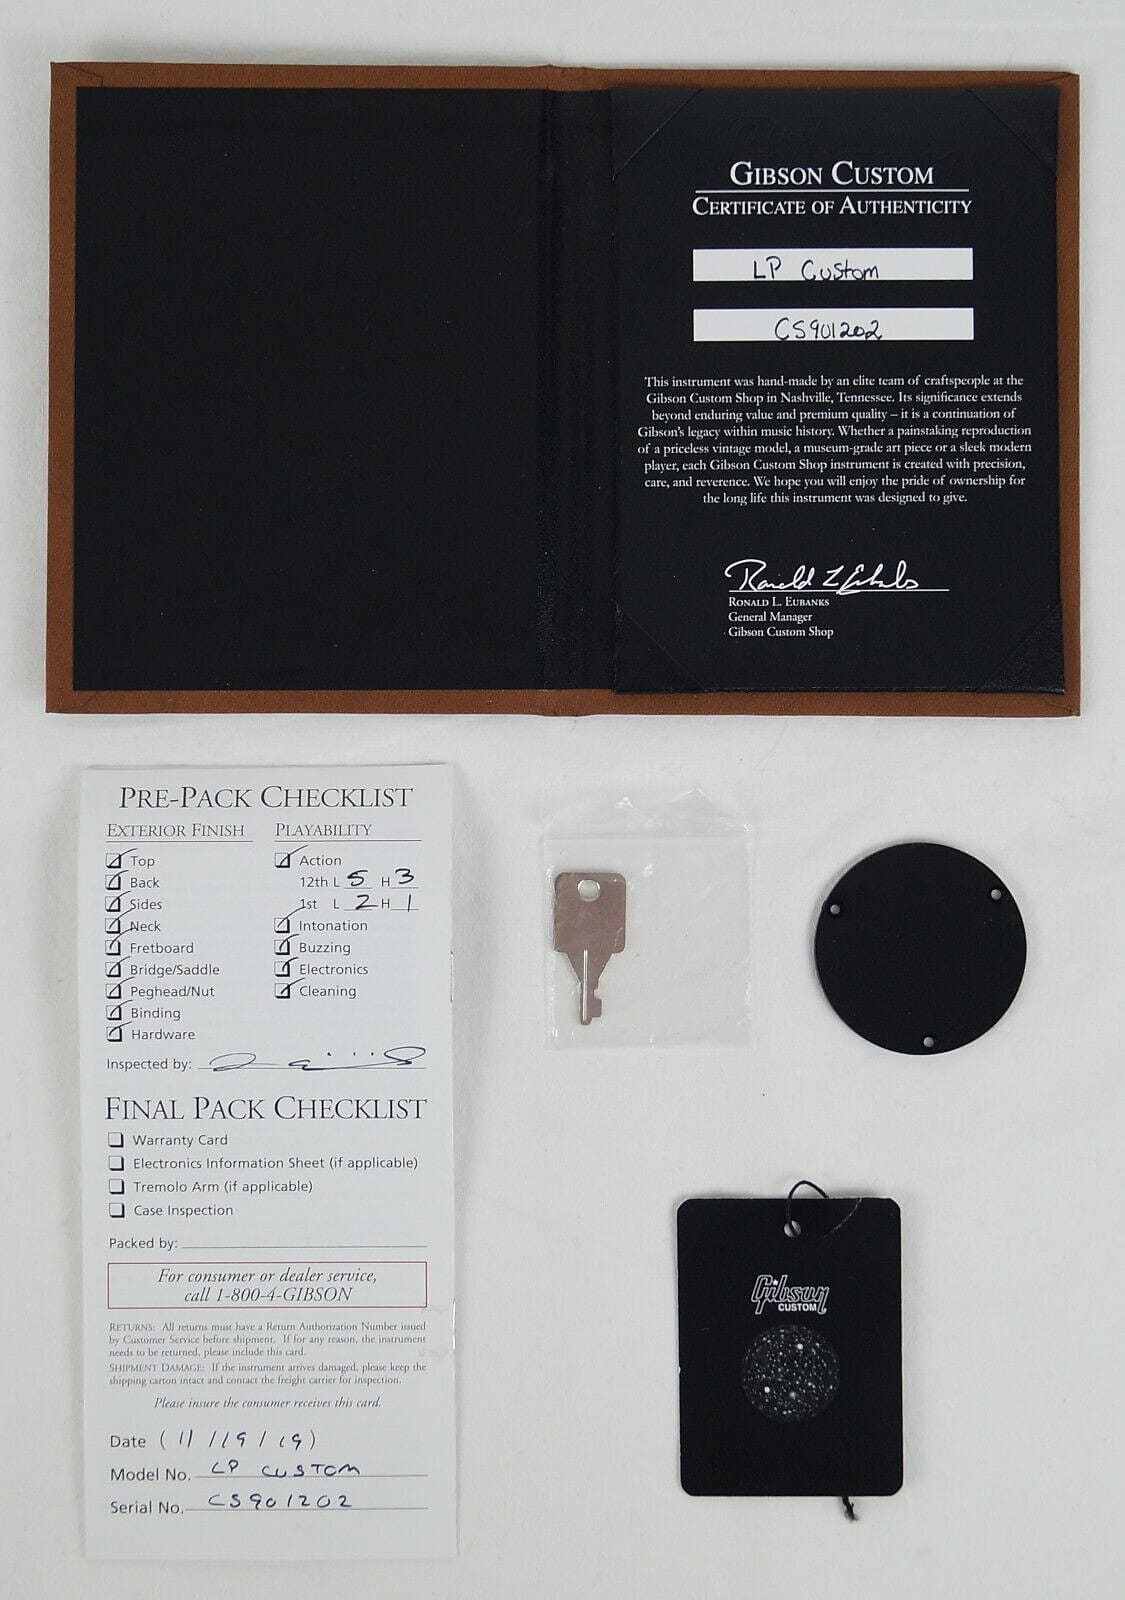 GIBSON CUSTOM
CERTIFICATE OF AUTHENTICITY
LP Custom
CS901202
This instrument was hand-made by an elite team of craftspeople at the
Gibson Custom Shop in Nashville, Tennessee. Its significance extends
beyond enduring value and premium quality – it is a continuation of
Gibson's legacy within music history. Whether a painstaking reproduction
of a priceless vintage model, a museum-grade art piece or a sleek modern
player, each Gibson Custom Shop instrument is created with precision,
care, and reverence. We hope you will enjoy the pride of ownership for
the long life this instrument was designed to give.
Ronald L Eubanks
RONALD L. EUBANKS
General Manager
Gibson Custom Shop
PRE-PACK CHECKLIST
EXTERIOR FINISH PLAYABILITY
Top Action
Back 12th L 5 H 3
Sides 1st L 2 H 1
Neck Intonation
Fretboard Buzzing
Bridge/Saddle Electronics
Peghead/Nut Cleaning
Binding
Hardware
Inspected by:
FINAL PACK CHECKLIST
Warranty Card
Electronics Information Sheet (if applicable)
Tremolo Arm (if applicable)
Case Inspection
Packed by:
For consumer or dealer service,
call 1-800-4-GIBSON
RETURNS: All returns must have a Return Authorization Number issued
by Customer Service before shipment. If for any reason, the instrument
needs to be returned, please include this card.
SHIPMENT DAMAGE: If the instrument arrives damaged, please keep the
shipping carton intact and contact the freight carrier for inspection.
Please insure the consumer receives this card.
Date (11/19/19)
Model No. LP CUSTOM
Serial No. CS901202
Gibson
CUSTOM